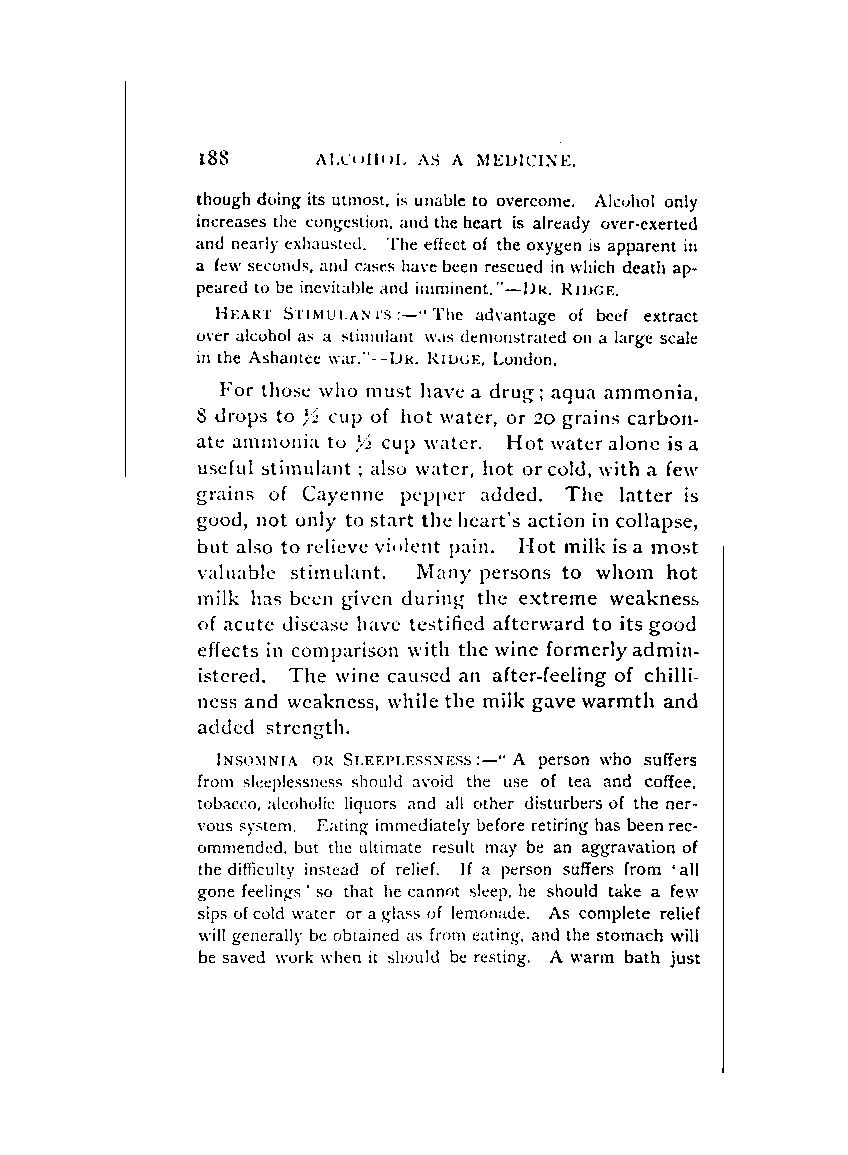 188 ALCOHOL AS A MEDICINE.
though doing its utmost, is unable to overcome. Alcohol only
increases the congestion, and the heart is already over-exerted
and nearly exhausted. The effect of the oxygen is apparent in
a few seconds, and cases have been rescued in which death ap-
peared to be inevitable and imminent."—DR. RIDGE.
HEART STIMULANTS:—"The advantage of beef extract
over alcohol as a stimulant was demonstrated on a large scale
in the Ashantee war."--DR. RIDGE, London.
For those who must have a drug; aqua ammonia,
8 drops to ½ cup of hot water, or 20 grains carbon-
ate ammonia to ½ cup water. Hot water alone is a
useful stimulant; also water, hot or cold, with a few
grains of Cayenne pepper added. The latter is
good, not only to start the heart's action in collapse,
but also to relieve violent pain. Hot milk is a most
valuable stimulant. Many persons to whom hot
milk has been given during the extreme weakness
of acute disease have testified afterward to its good
effects in comparison with the wine formerly admin-
istered. The wine caused an after-feeling of chilli-
ness and weakness, while the milk gave warmth and
added strength.
INSOMNIA OR SLEEPLESSNESS:—"A person who suffers
from sleeplessness should avoid the use of tea and coffee,
tobacco, alcoholic liquors and all other disturbers of the ner-
vous system. Eating immediately before retiring has been rec-
ommended, but the ultimate result may be an aggravation of
the difficulty instead of relief. If a person suffers from 'all
gone feelings' so that he cannot sleep, he should take a few
sips of cold water or a glass of lemonade. As complete relief
will generally be obtained as from eating, and the stomach will
be saved work when it should be resting. A warm bath just